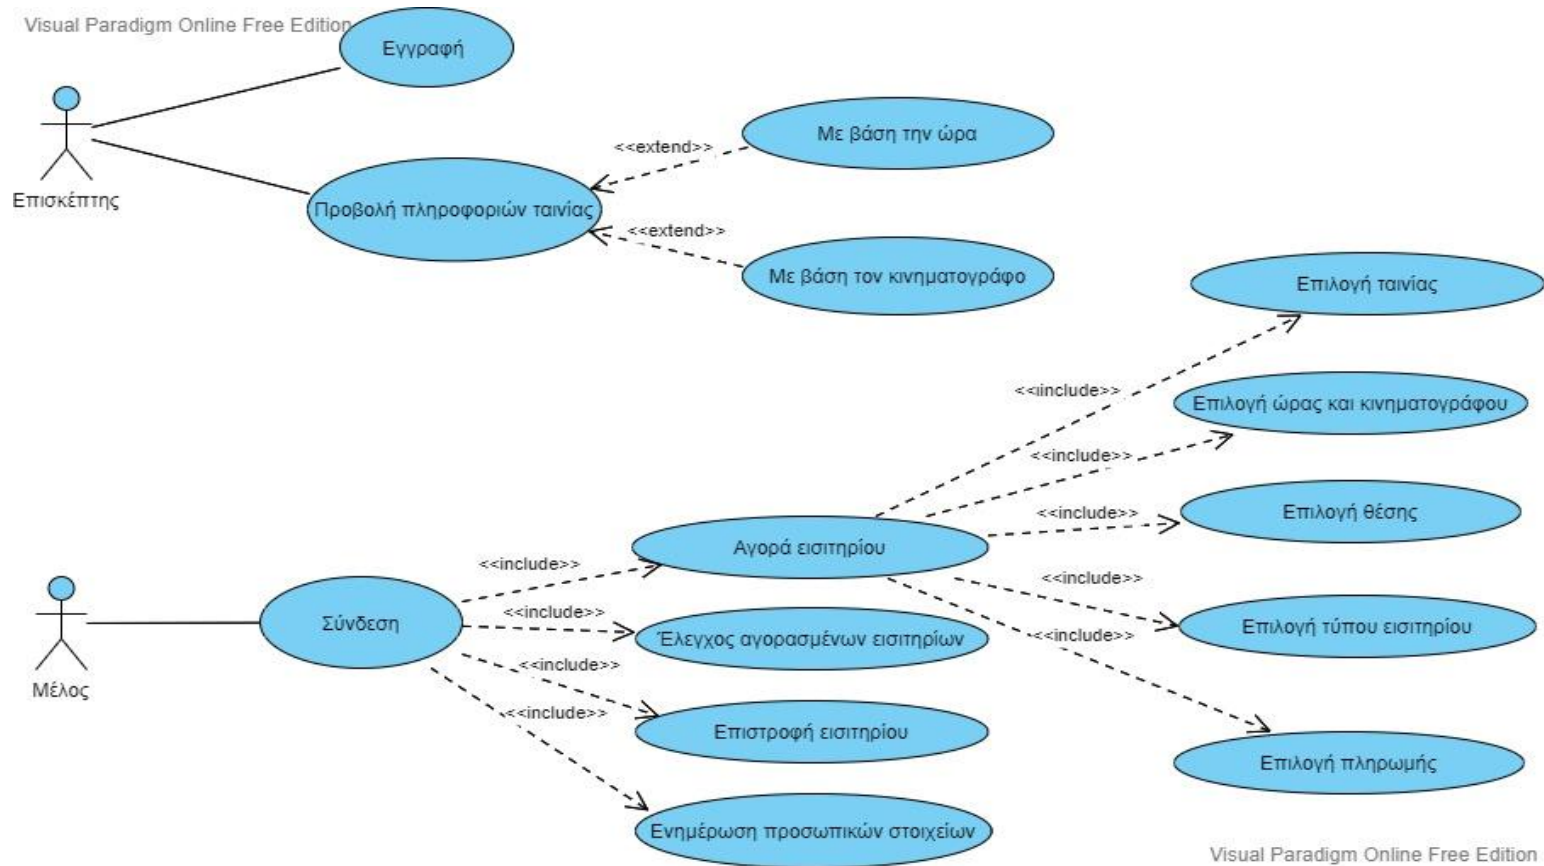 Visual Paradigm Online Free Edition
Εγγραφή
Επισκέπτης
Προβολή πληροφοριών ταινίας
<<extend>>
Με βάση την ώρα
<<extend>>
Με βάση τον κινηματογράφο
Επιλογή ταινίας
<<iinclude>>
Επιλογή ώρας και κινηματογράφου
<<include>>
<<include>>
Επιλογή θέσης
Αγορά εισιτηρίου
<<include>>
<<include>>
Επιλογή τύπου εισιτηρίου
Μέλος
Σύνδεση
<<include>>
Έλεγχος αγορασμένων εισιτηρίων
<<include>>
<<include>>
Επιστροφή εισιτηρίου
<<include>>
Επιλογή πληρωμής
Ενημέρωση προσωπικών στοιχείων
Visual Paradigm Online Free Edition